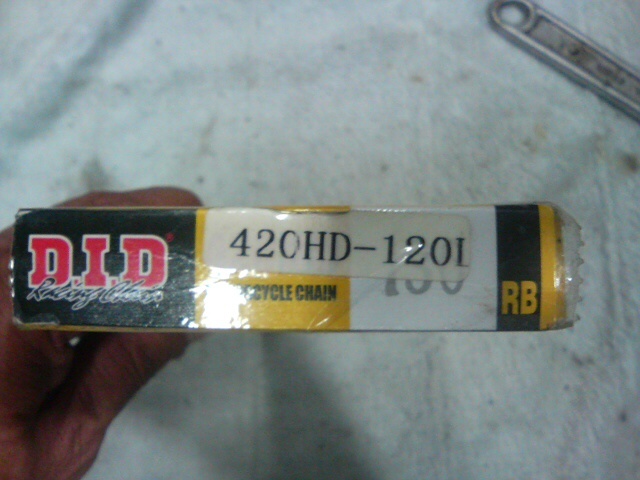 D.I.D
Racing Chain
420HD-120L
CYCLE CHAIN
RB